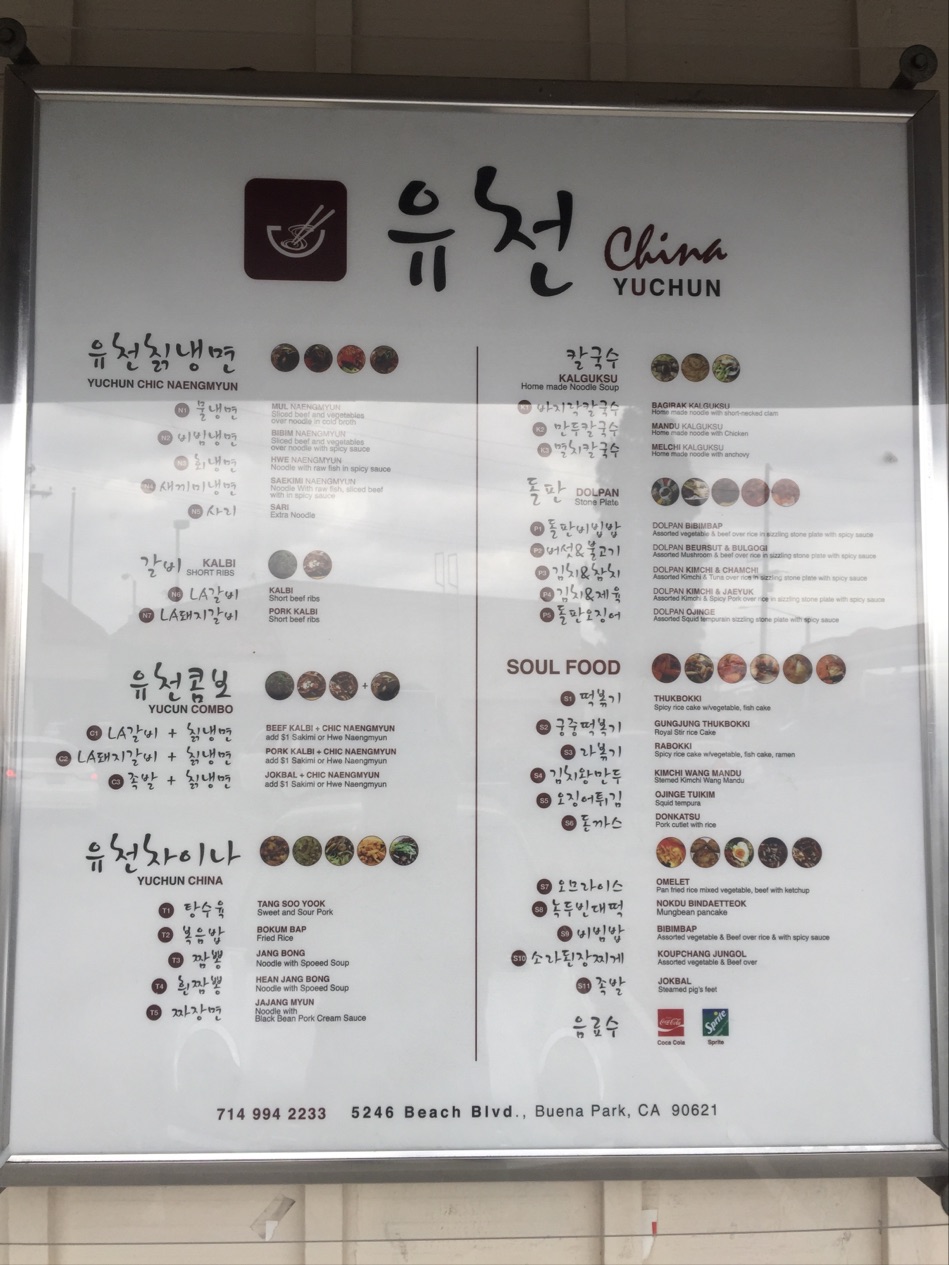 유천 China
YUCHUN
유천칡냉면
YUCHUN CHIC NAENGMYUN
N1 물냉면 MUL NAENGMYUN
Sliced beef and vegetables
over noodle in cold broth
N2 비빔냉면 BIBIM NAENGMYUN
Sliced beef and vegetables
over noodle with spicy sauce
N3 회냉면 HWE NAENGMYUN
Noodle with raw fish in spicy sauce
N4 새끼미냉면 SAEKIMI NAENGMYUN
Noodle With raw fish, sliced beef
with in spicy sauce
N5 사리 SARI
Extra Noodle
갈비 KALBI
SHORT RIBS
N6 LA갈비 KALBI
Short beef ribs
N7 LA돼지갈비 PORK KALBI
Short beef ribs
유천콤보
YUCUN COMBO
C1 LA갈비 + 칡냉면 BEEF KALBI + CHIC NAENGMYUN
add $1 Sakimi or Hwe Naengmyun
C2 LA돼지갈비 + 칡냉면 PORK KALBI + CHIC NAENGMYUN
add $1 Sakimi or Hwe Naengmyun
C3 족발 + 칡냉면 JOKBAL + CHIC NAENGMYUN
add $1 Sakimi or Hwe Naengmyun
유천차이나
YUCHUN CHINA
T1 탕수육 TANG SOO YOOK
Sweet and Sour Pork
T2 볶음밥 BOKUM BAP
Fried Rice
T3 짬뽕 JANG BONG
Noodle with Spoeed Soup
T4 흰짬뽕 HEAN JANG BONG
Noodle with Spoeed Soup
T5 짜장면 JAJANG MYUN
Noodle with
Black Bean Pork Cream Sauce
칼국수
KALGUKSU
Home made Noodle Soup
K1 바지락칼국수 BAGIRAK KALGUKSU
Home made noodle with short-necked clam
K2 만두칼국수 MANDU KALGUKSU
Home made noodle with Chicken
K3 멸치칼국수 MELCHI KALGUKSU
Home made noodle with anchovy
돌판 DOLPAN
Stone Plate
P1 돌판비빔밥 DOLPAN BIBIMBAP
Assorted vegetable & beef over rice in sizzling stone plate with spicy sauce
P2 버섯&불고기 DOLPAN BEURSUT & BULGOGI
Assorted Mushroom & beef over rice in sizzling stone plate with spicy sauce
P3 김치&참치 DOLPAN KIMCHI & CHAMCHI
Assorted Kimchi & Tuna over rice in sizzling stone plate with spicy sauce
P4 김치&제육 DOLPAN KIMCHI & JAEYUK
Assorted Kimchi & Spicy Pork over rice in sizzling stone plate with spicy sauce
P5 돌판오징어 DOLPAN OJINGE
Assorted Squid tempurain sizzling stone plate with spicy sauce
SOUL FOOD
S1 떡볶기 THUKBOKKI
Spicy rice cake w/vegetable, fish cake
S2 궁중떡볶기 GUNGJUNG THUKBOKKI
Royal Stir rice Cake
S3 라볶기 RABOKKI
Spicy rice cake w/vegetable, fish cake, ramen
S4 김치왕만두 KIMCHI WANG MANDU
Stemed Kimchi Wang Mandu
S5 오징어튀김 OJINGE TUIKIM
Squid tempura
S6 돈까스 DONKATSU
Pork cutlet with rice
S7 오므라이스 OMELET
Pan fried rice mixed vegetable, beef with ketchup
S8 녹두빈대떡 NOKDU BINDAETTEOK
Mungbean pancake
S9 비빔밥 BIBIMBAP
Assorted vegetable & Beef over rice & with spicy sauce
S10 소라된장찌게 KOUPCHANG JUNGOL
Assorted vegetable & Beef over
S11 족발 JOKBAL
Steamed pig's feet
음료수 Coca-Cola Sprite
Coca Cola Sprite
714 994 2233 5246 Beach Blvd., Buena Park, CA 90621